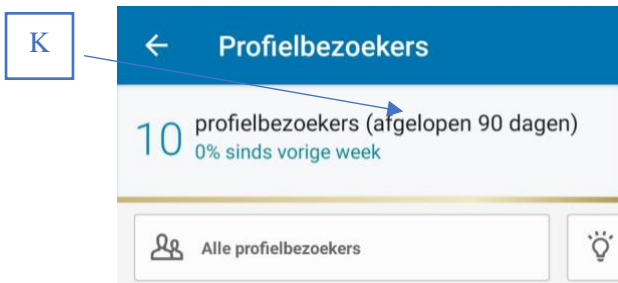 K
Profielbezoekers
10 profielbezoekers (afgelopen 90 dagen)
0% sinds vorige week
Alle profielbezoekers